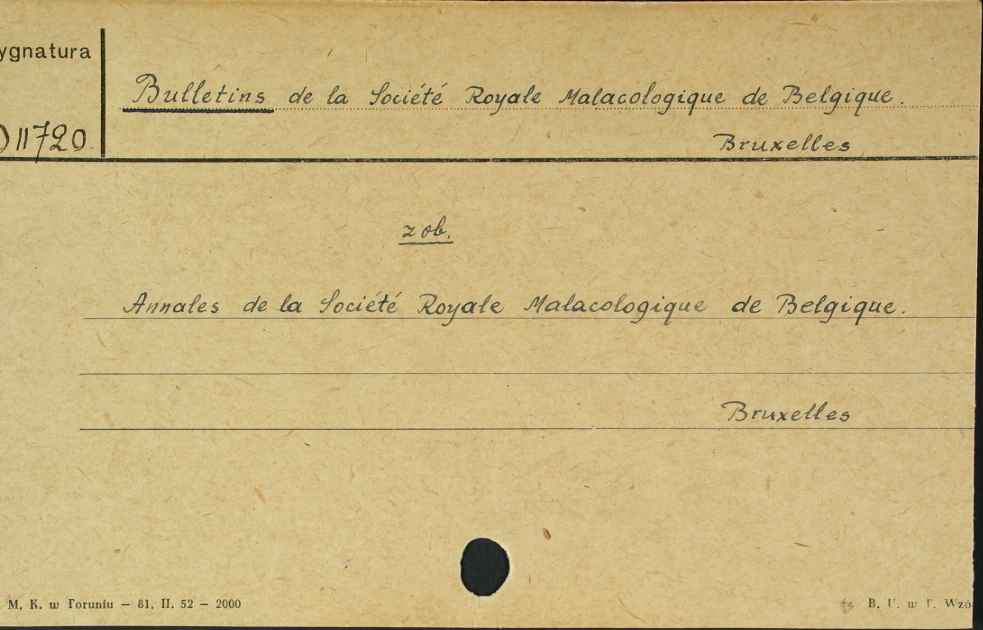 ygnatura
Bulletins de la Société Royale Malacologique de Belgique.
11720
Bruxelles
zob.
Annales de la Société Royale Malacologique de Belgique.
Bruxelles
M. K. w Toruniu — 81. II. 52 — 2000
B. U. w T. Wzó